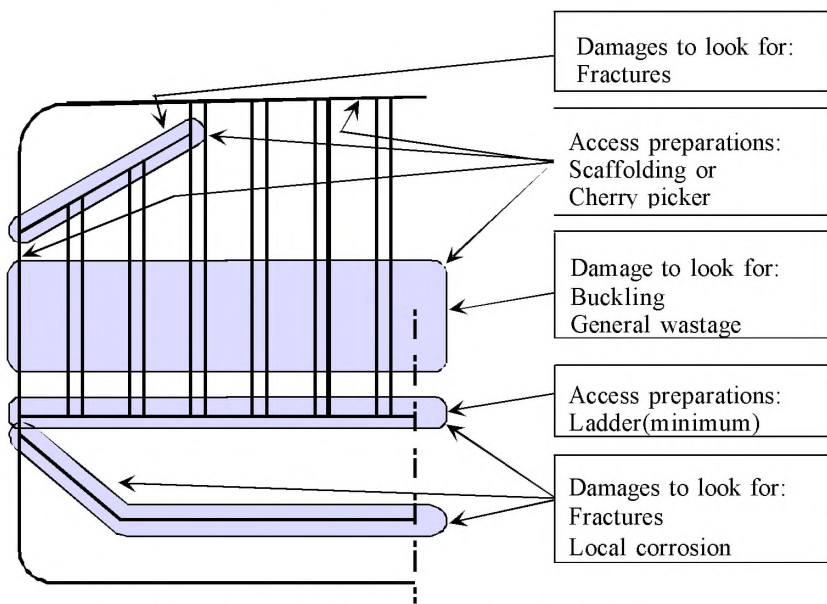 Damages to look for:
Fractures
Access preparations:
Scaffolding or
Cherry picker
Damage to look for:
Buckling
General wastage
Access preparations:
Ladder(minimum)
Damages to look for:
Fractures
Local corrosion